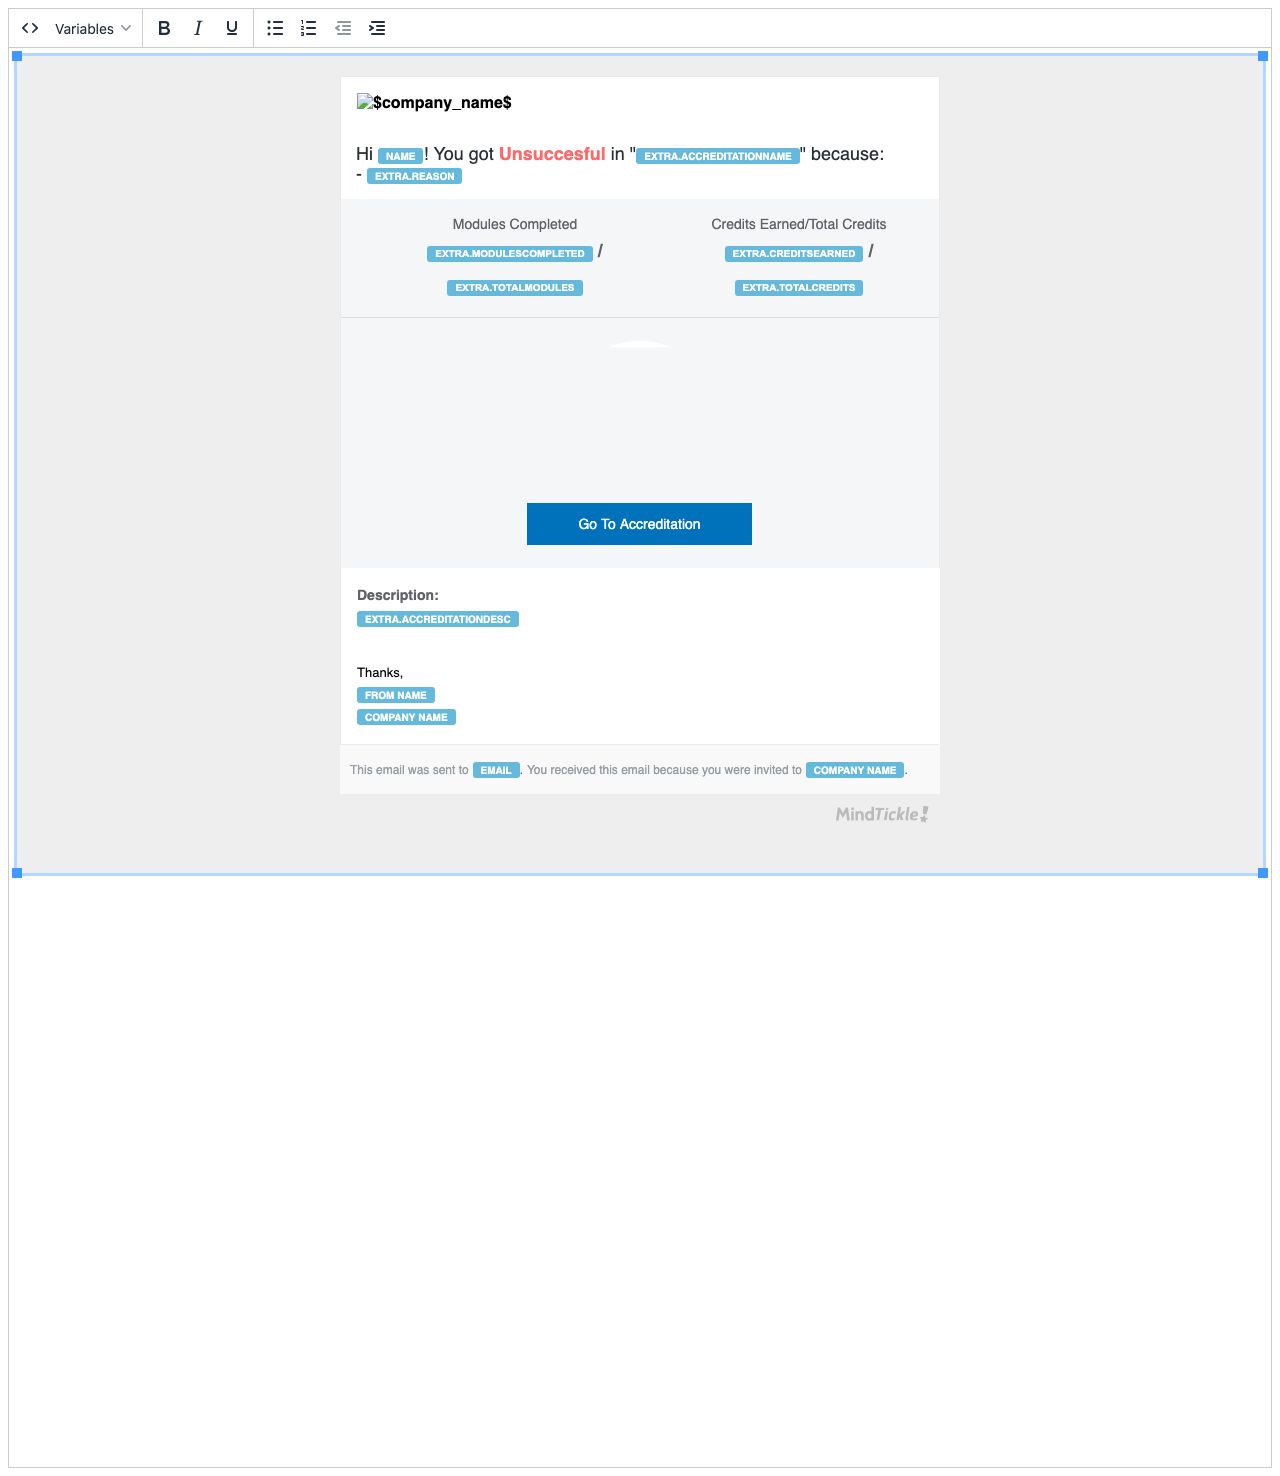 Variables
$company_name$
Hi NAME! You got Unsuccesful in "EXTRA.ACCREDITATIONNAME" because:
- EXTRA.REASON
Modules Completed
EXTRA.MODULESCOMPLETED /
EXTRA.TOTALMODULES
Credits Earned/Total Credits
EXTRA.CREDITSEARNED /
EXTRA.TOTALCREDITS
Go To Accreditation
Description:
EXTRA.ACCREDITATIONDESC
Thanks,
FROM NAME
COMPANY NAME
This email was sent to EMAIL. You received this email because you were invited to COMPANY NAME.
MindTickle!